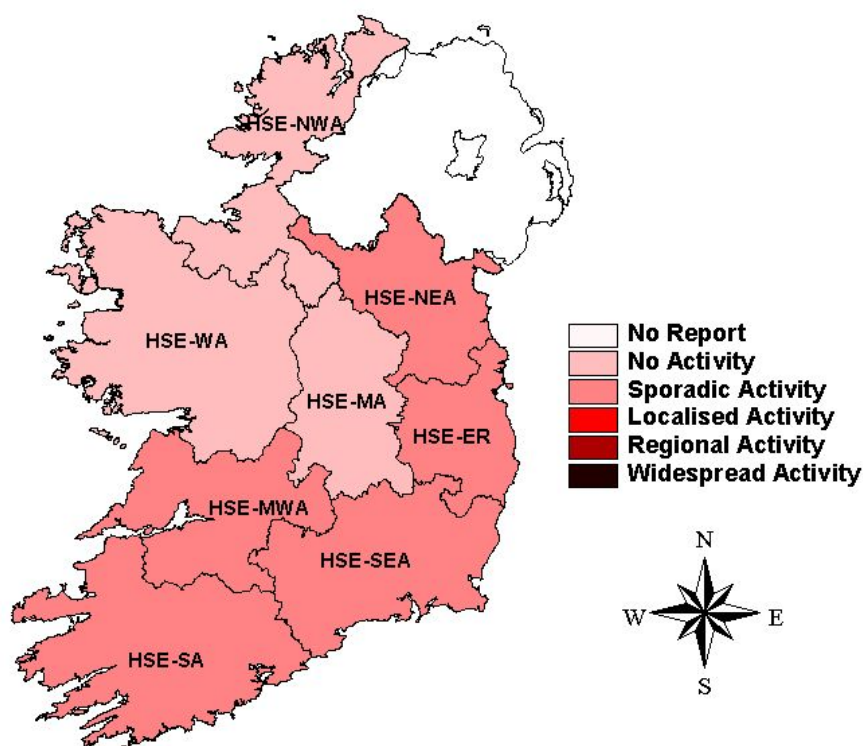 HSE-NWA
HSE-NEA
HSE-WA
HSE-MA
HSE-ER
HSE-MWA
HSE-SEA
HSE-SA
No Report
No Activity
Sporadic Activity
Localised Activity
Regional Activity
Widespread Activity
N
W E
S